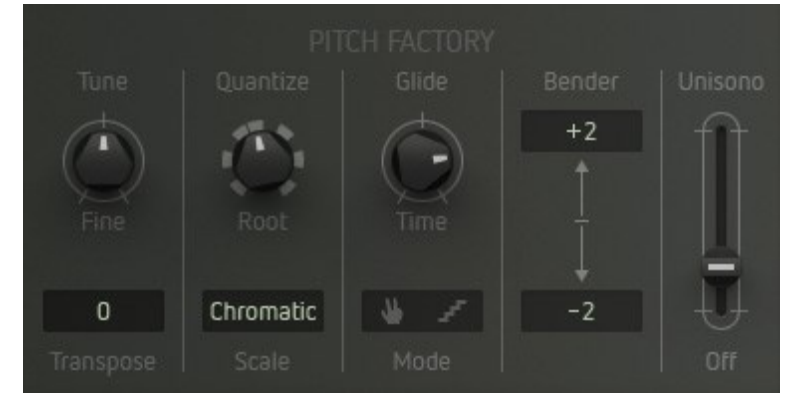 PITCH FACTORY
Tune Quantize Glide Bender Unisono
+2
Fine Root Time
0 Chromatic -2
Transpose Scale Mode Off